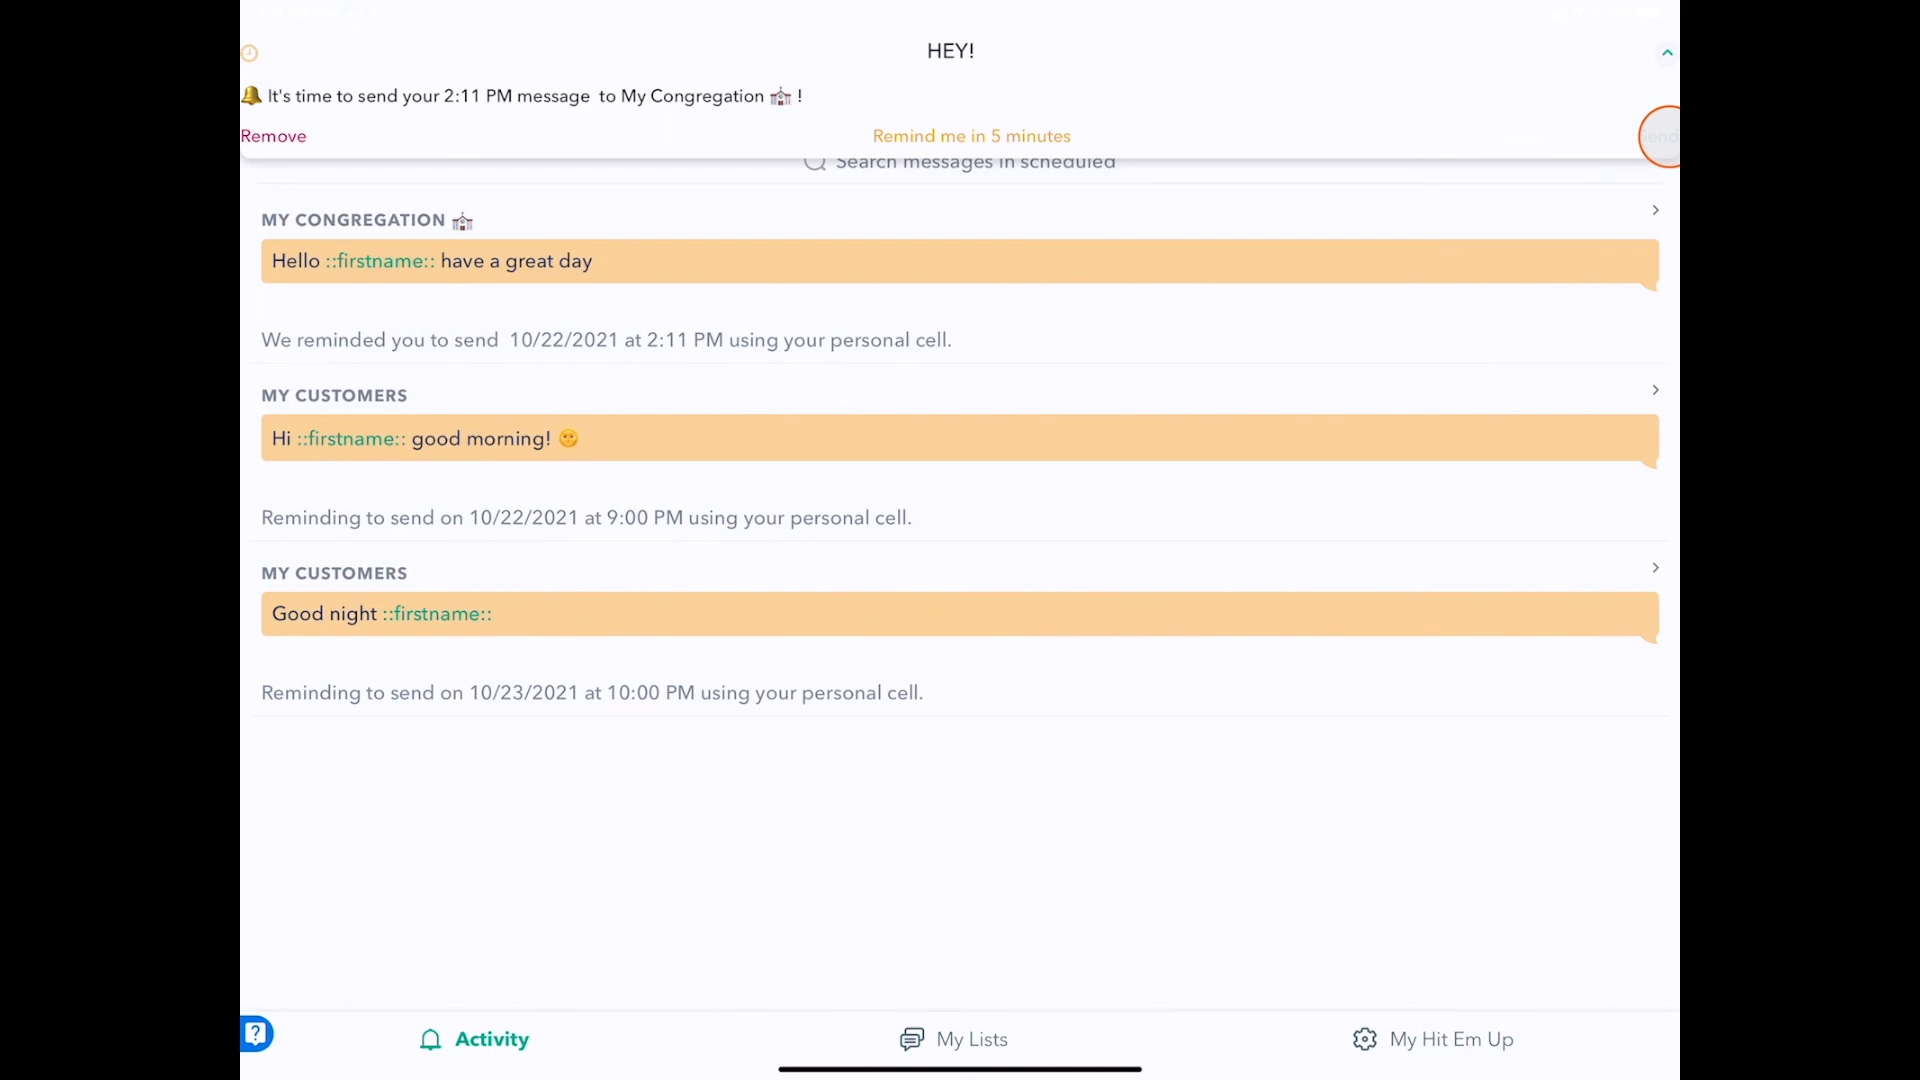 HEY!
🔔 It's time to send your 2:11 PM message to My Congregation 💒 !
Remove
Remind me in 5 minutes
Send
Search messages in scheduled
MY CONGREGATION 💒
Hello ::firstname:: have a great day
We reminded you to send 10/22/2021 at 2:11 PM using your personal cell.
MY CUSTOMERS
Hi ::firstname:: good morning! 🌞
Reminding to send on 10/22/2021 at 9:00 PM using your personal cell.
MY CUSTOMERS
Good night ::firstname::
Reminding to send on 10/23/2021 at 10:00 PM using your personal cell.
Activity
My Lists
My Hit Em Up